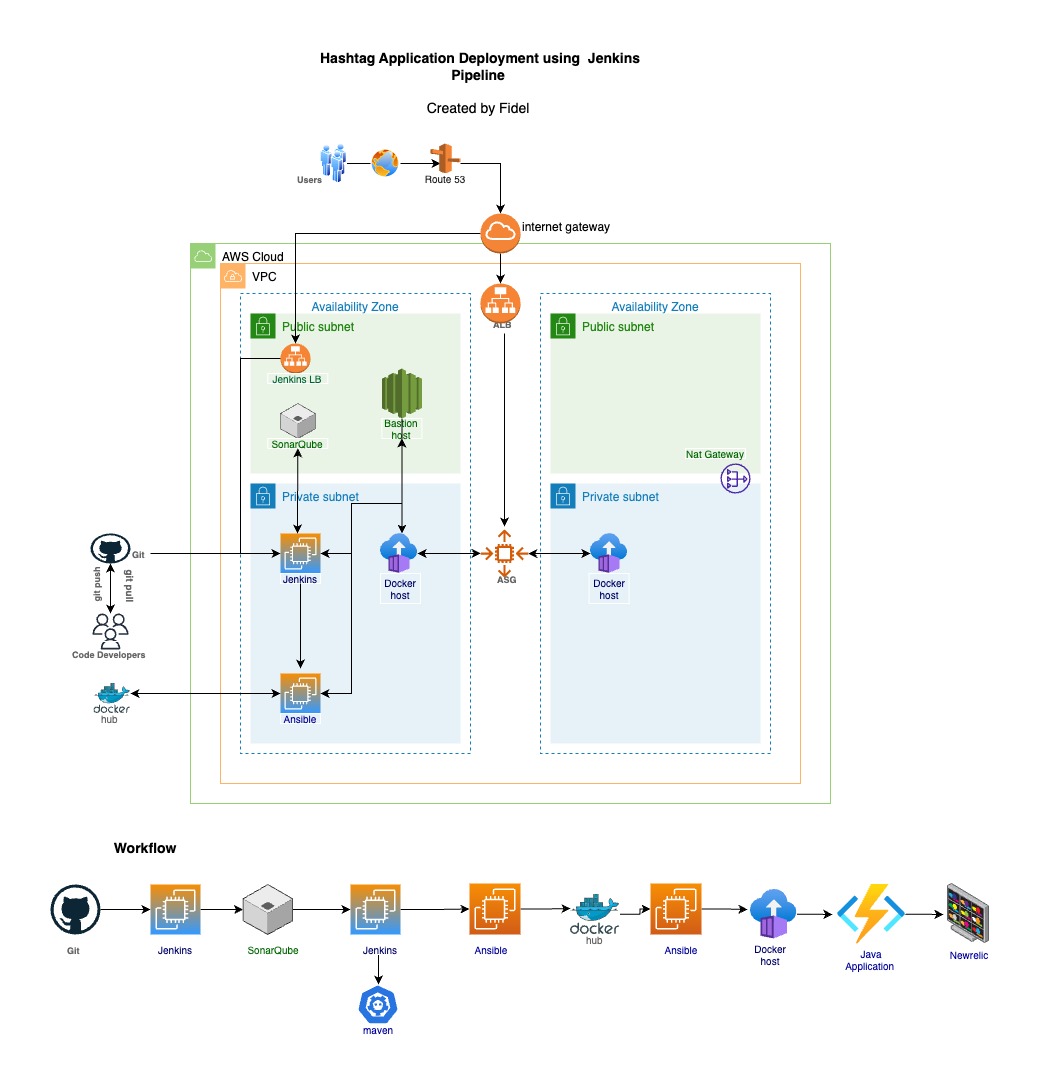 Hashtag Application Deployment using Jenkins
Pipeline
Created by Fidel
Users
Route 53
internet gateway
AWS Cloud
VPC
Availability Zone
Availability Zone
Public subnet
ALB
Public subnet
Jenkins LB
Bastion
host
SonarQube
Nat Gateway
Private subnet
Private subnet
Git
Jenkins
Docker
host
ASG
Docker
host
git push
git pull
Code Developers
docker
hub
Ansible
Workflow
Git
Jenkins
SonarQube
Jenkins
Ansible
docker
hub
Ansible
Docker
host
Java
Application
Newrelic
maven